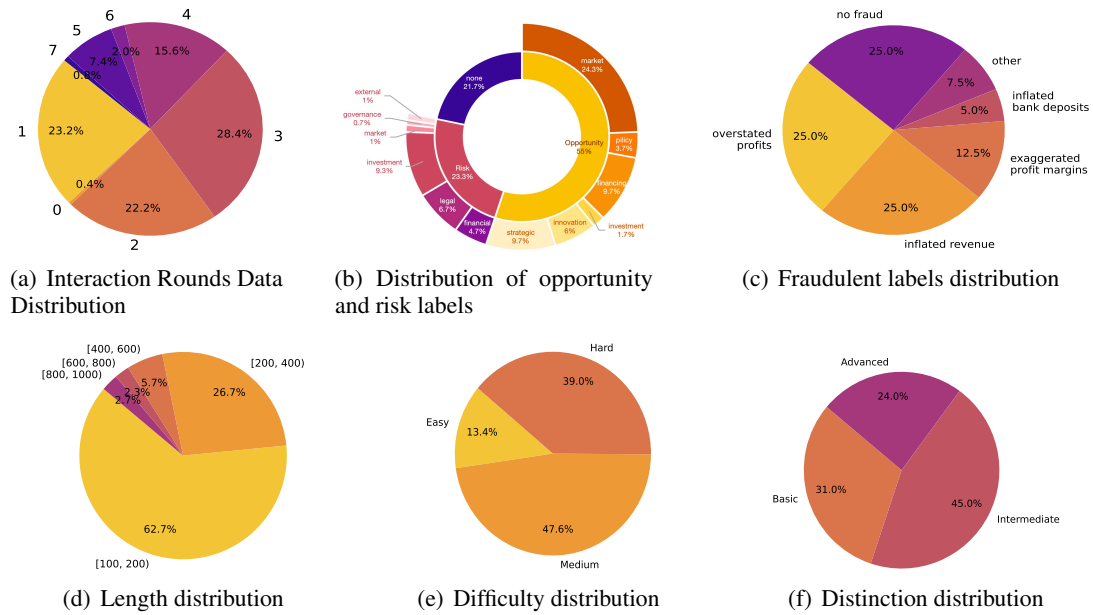 6
4
5
7
2.0%
15.6%
7.4%
0.8%
1
23.2%
28.4%
3
0.4%
0
22.2%
2
(a) Interaction Rounds Data
Distribution
market
24.3%
none
21.7%
external
1%
governance
0.7%
market
1%
investment
9.3%
Risk
23.3%
Opportunity
55%
pilicy
3.7%
financing
9.7%
legal
6.7%
financial
4.7%
strategic
9.7%
innovation
6%
investment
1.7%
(b) Distribution of opportunity
and risk labels
no fraud
25.0%
other
7.5%
inflated
bank deposits
5.0%
overstated
profits
25.0%
12.5%
exaggerated
profit margins
25.0%
inflated revenue
(c) Fraudulent labels distribution
[400, 600)
[600, 800)
[800, 1000)
[200, 400)
5.7%
2.3%
2.7%
26.7%
62.7%
[100, 200)
(d) Length distribution
Hard
39.0%
Easy
13.4%
47.6%
Medium
(e) Difficulty distribution
Advanced
24.0%
Basic
31.0%
45.0%
Intermediate
(f) Distinction distribution